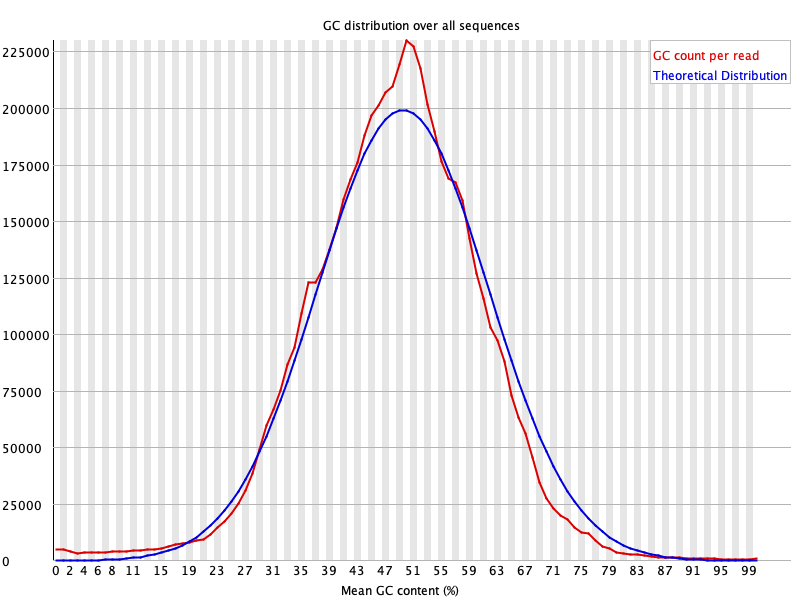 GC distribution over all sequences
GC count per read
Theoretical Distribution
225000
200000
175000
150000
125000
100000
75000
50000
25000
0
0 2 4 6 8 11 15 19 23 27 31 35 39 43 47 51 55 59 63 67 71 75 79 83 87 91 95 99
Mean GC content (%)